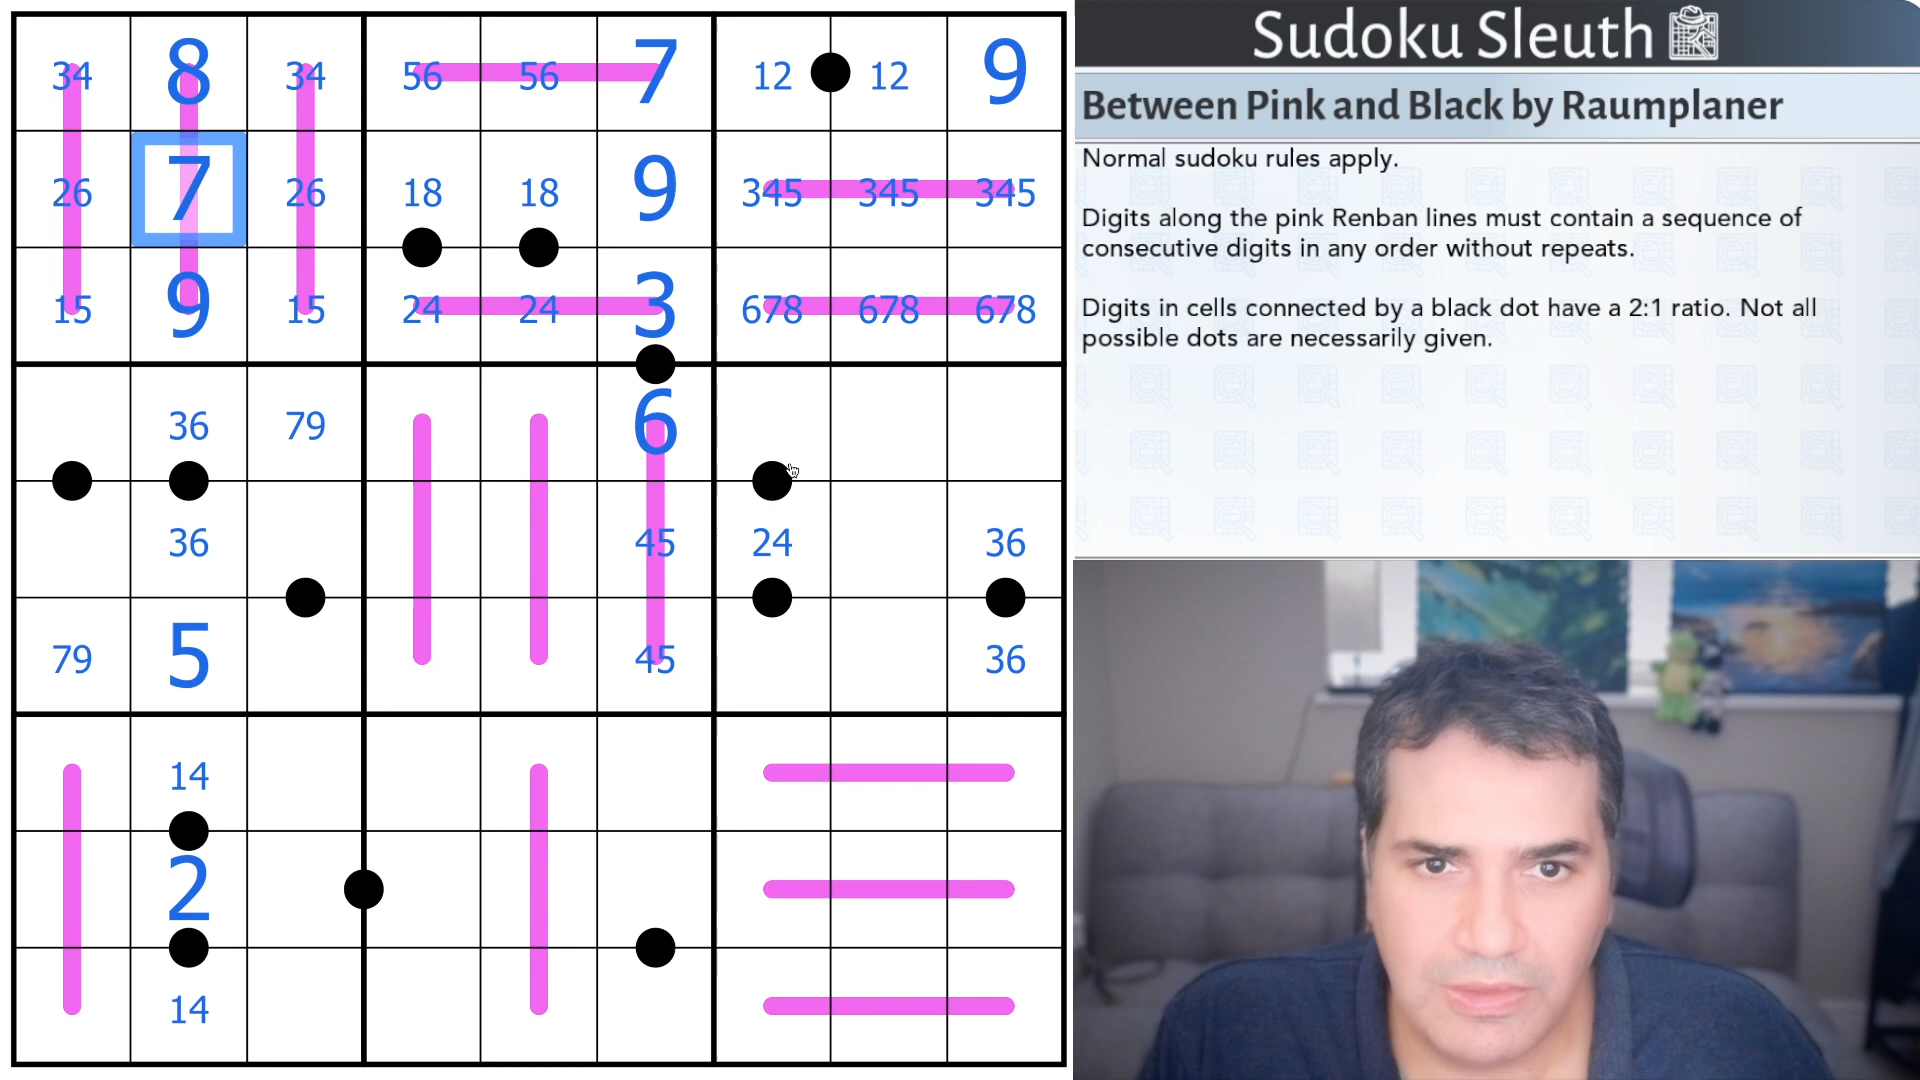 Sudoku Sleuth
Between Pink and Black by Raumplaner
Normal sudoku rules apply.
Digits along the pink Renban lines must contain a sequence of
consecutive digits in any order without repeats.
Digits in cells connected by a black dot have a 2:1 ratio. Not all
possible dots are necessarily given.
34 8 34 56 56 7 12 12 9
26 7 26 18 18 9 345 345 345
15 9 15 24 24 3 678 678 678
36 79 6
36 45 24 36
79 5 45 36
14
2
14